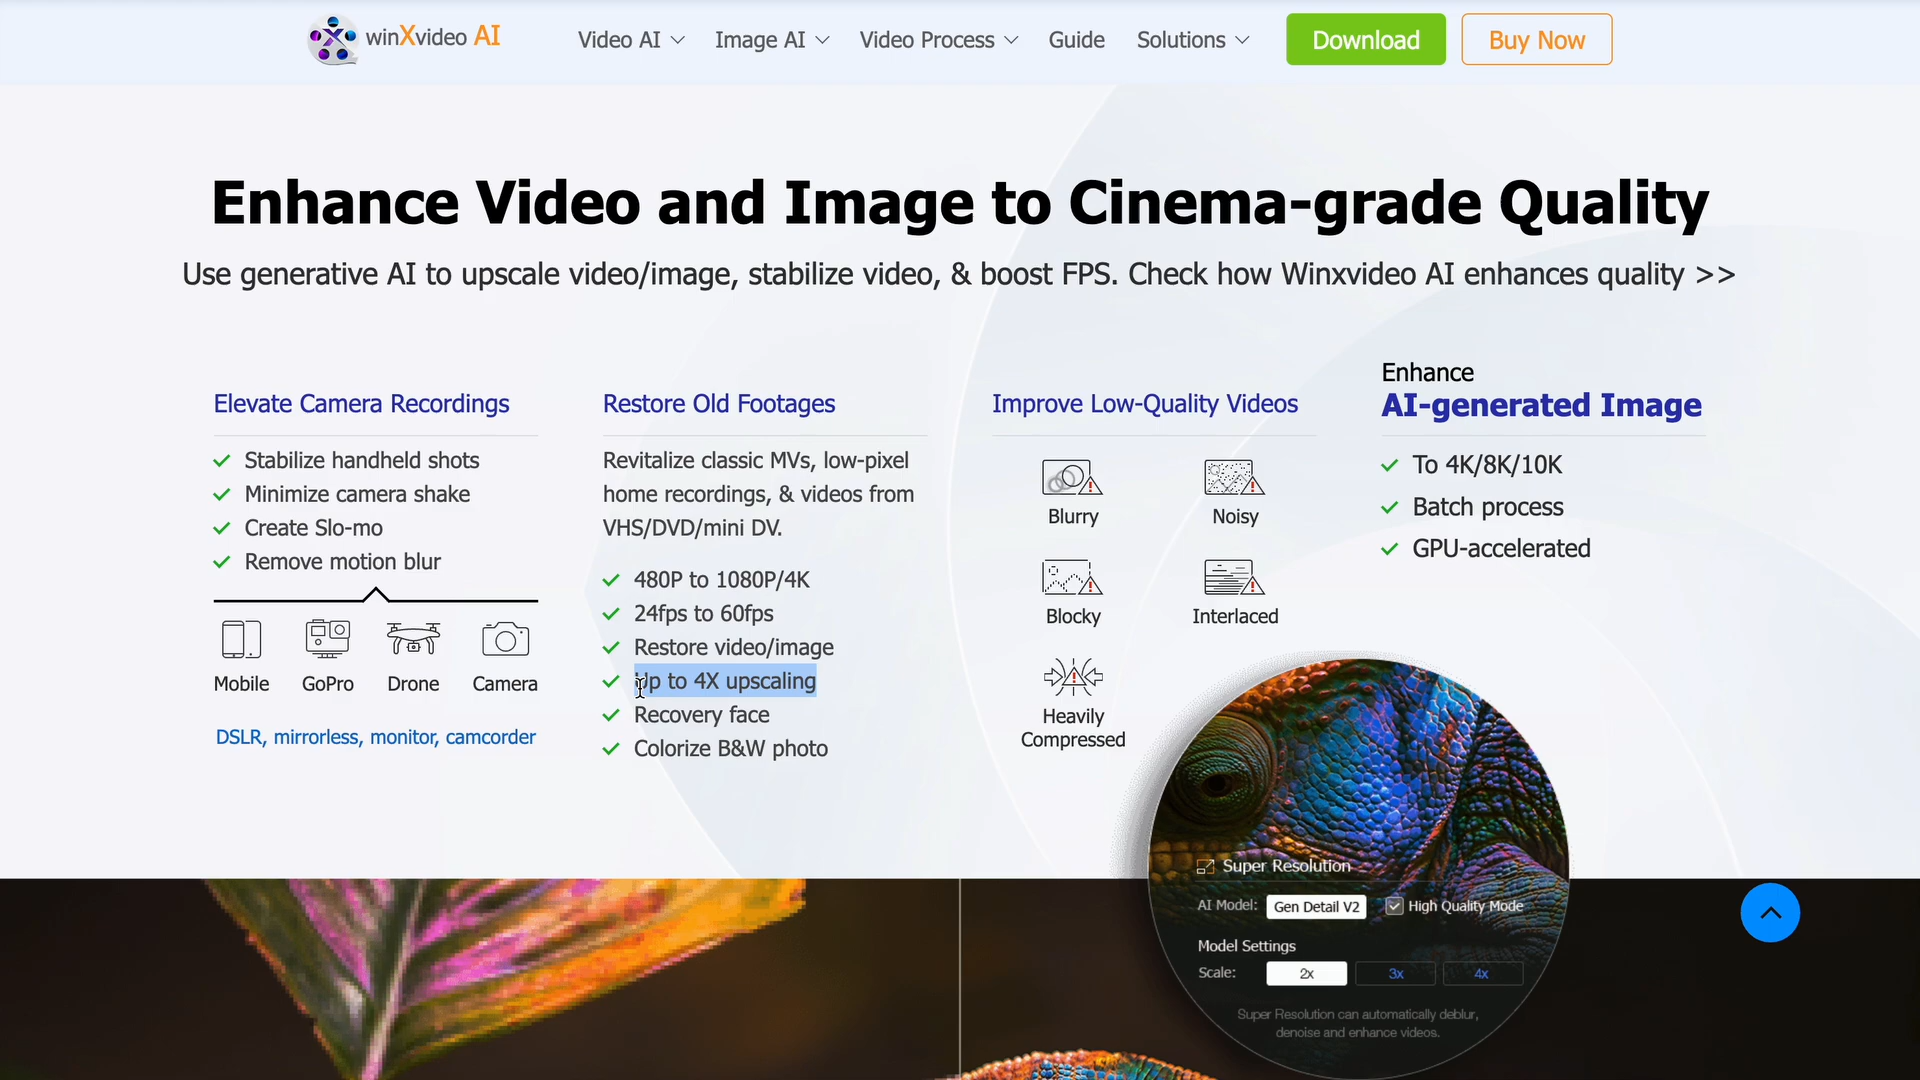 winXvideo AI
Video AI
Image AI
Video Process
Guide
Solutions
Download
Buy Now
Enhance Video and Image to Cinema-grade Quality
Use generative AI to upscale video/image, stabilize video, & boost FPS. Check how Winxvideo AI enhances quality >>
Elevate Camera Recordings
Stabilize handheld shots
Minimize camera shake
Create Slo-mo
Remove motion blur
Mobile
GoPro
Drone
Camera
DSLR, mirrorless, monitor, camcorder
Restore Old Footages
Revitalize classic MVs, low-pixel
home recordings, & videos from
VHS/DVD/mini DV.
480P to 1080P/4K
24fps to 60fps
Restore video/image
Up to 4X upscaling
Recovery face
Colorize B&W photo
Improve Low-Quality Videos
Blurry
Noisy
Blocky
Interlaced
Heavily
Compressed
Enhance
AI-generated Image
To 4K/8K/10K
Batch process
GPU-accelerated
Super Resolution
AI Model: Gen Detail V2 High Quality Mode
Model Settings
Scale: 2x 3x 4x
Super Resolution can automatically deblur,
denoise and enhance videos.